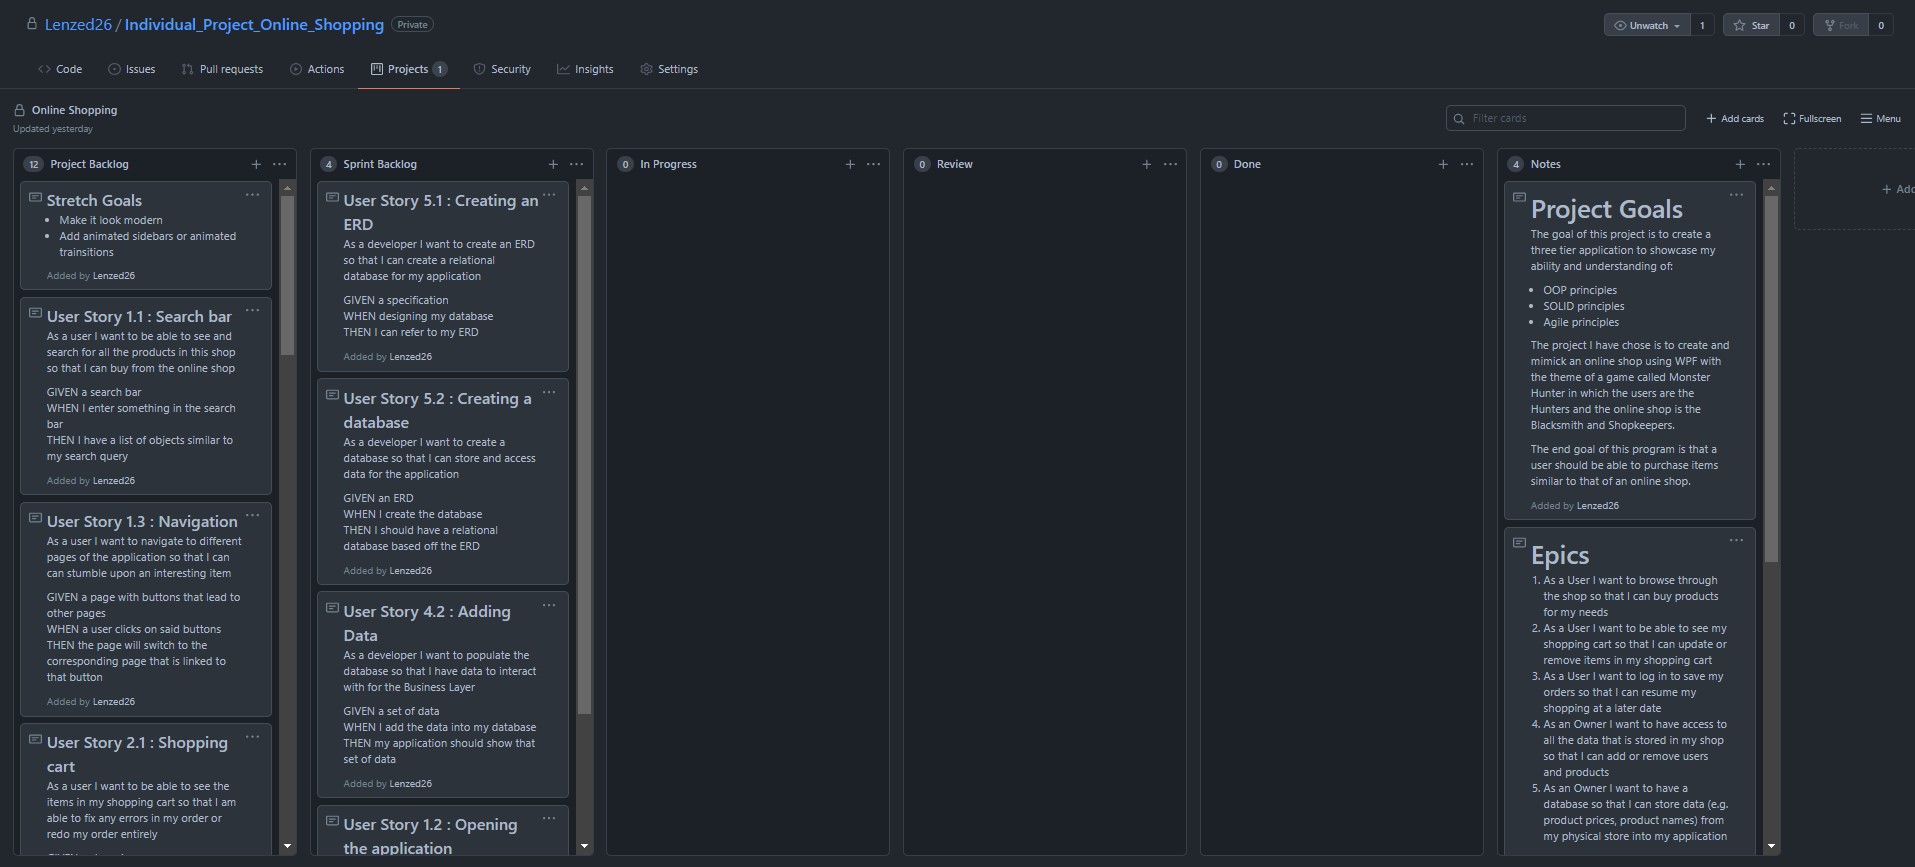 Lenzed26 / Individual_Project_Online_Shopping Private
Unwatch 1 Star 0 Fork 0
Code Issues Pull requests Actions Projects 1 Security Insights Settings
Online Shopping
Updated yesterday
Filter cards
Add cards Fullscreen Menu
12 Project Backlog
Stretch Goals
Make it look modern
Add animated sidebars or animated
trainsitions
Added by Lenzed26
User Story 1.1 : Search bar
As a user I want to be able to see and
search for all the products in this shop
so that I can buy from the online shop
GIVEN a search bar
WHEN I enter something in the search
bar
THEN I have a list of objects similar to
my search query
Added by Lenzed26
User Story 1.3 : Navigation
As a user I want to navigate to different
pages of the application so that I can
can stumble upon an interesting item
GIVEN a page with buttons that lead to
other pages
WHEN a user clicks on said buttons
THEN the page will switch to the
corresponding page that is linked to
that button
Added by Lenzed26
User Story 2.1 : Shopping
cart
As a user I want to be able to see the
items in my shopping cart so that I am
able to fix any errors in my order or
redo my order entirely
4 Sprint Backlog
User Story 5.1 : Creating an
ERD
As a developer I want to create an ERD
so that I can create a relational
database for my application
GIVEN a specification
WHEN designing my database
THEN I can refer to my ERD
Added by Lenzed26
User Story 5.2 : Creating a
database
As a developer I want to create a
database so that I can store and access
data for the application
GIVEN an ERD
WHEN I create the database
THEN I should have a relational
database based off the ERD
Added by Lenzed26
User Story 4.2 : Adding
Data
As a developer I want to populate the
database so that I have data to interact
with for the Business Layer
GIVEN a set of data
WHEN I add the data into my database
THEN my application should show that
set of data
Added by Lenzed26
User Story 1.2 : Opening
the application
0 In Progress
0 Review
0 Done
4 Notes
Project Goals
The goal of this project is to create a
three tier application to showcase my
ability and understanding of:
OOP principles
SOLID principles
Agile principles
The project I have chose is to create and
mimick an online shop using WPF with
the theme of a game called Monster
Hunter in which the users are the
Hunters and the online shop is the
Blacksmith and Shopkeepers.
The end goal of this program is that a
user should be able to purchase items
similar to that of an online shop.
Added by Lenzed26
Epics
1. As a User I want to browse through
the shop so that I can buy products
for my needs
2. As a User I want to be able to see my
shopping cart so that I can update or
remove items in my shopping cart
3. As a User I want to log in to save my
orders so that I can resume my
shopping at a later date
4. As an Owner I want to have access to
all the data that is stored in my shop
so that I can add or remove users
and products
5. As an Owner I want to have a
database so that I can store data (e.g.
product prices, product names) from
my physical store into my application